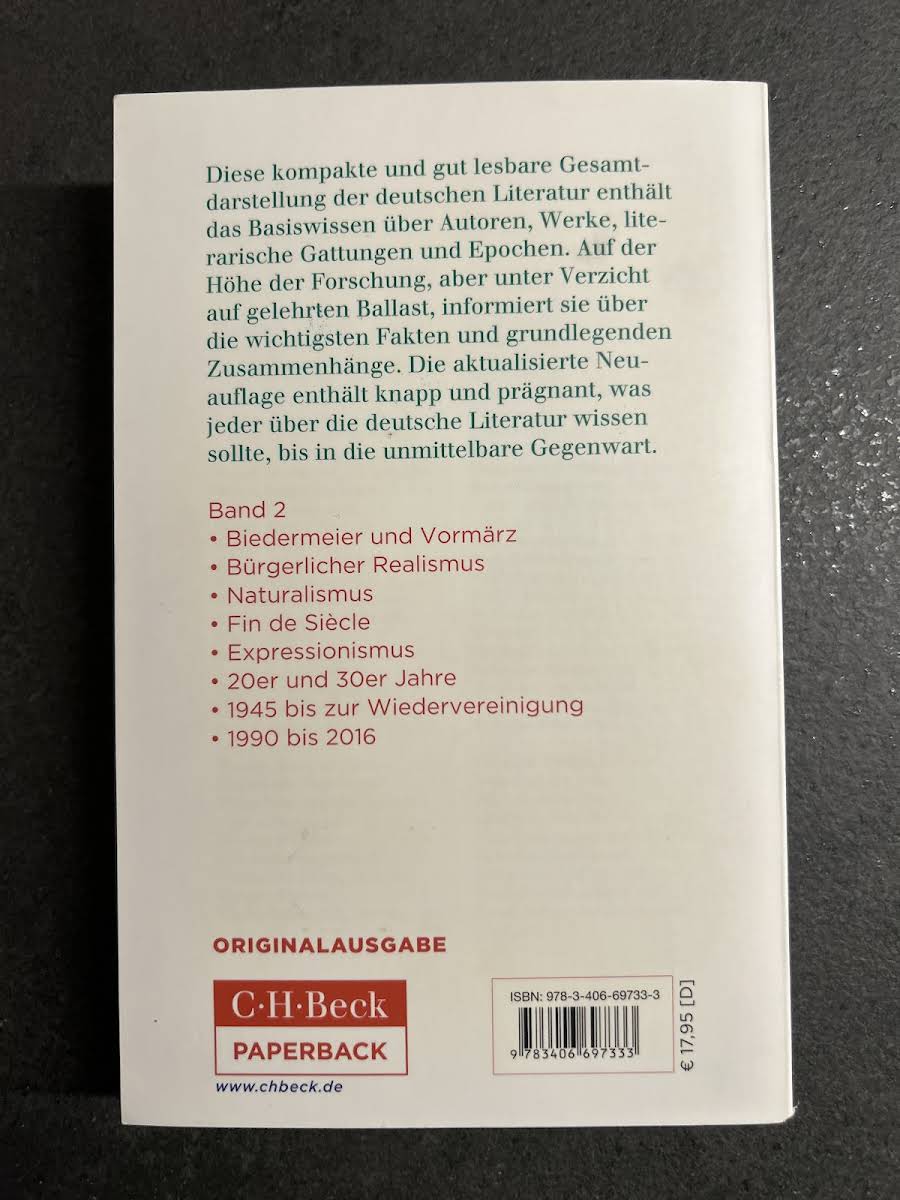 Diese kompakte und gut lesbare Gesamt-
darstellung der deutschen Literatur enthält
das Basiswissen über Autoren, Werke, lite-
rarische Gattungen und Epochen. Auf der
Höhe der Forschung, aber unter Verzicht
auf gelehrten Ballast, informiert sie über
die wichtigsten Fakten und grundlegenden
Zusammenhänge. Die aktualisierte Neu-
auflage enthält knapp und prägnant, was
jeder über die deutsche Literatur wissen
sollte, bis in die unmittelbare Gegenwart.
Band 2
• Biedermeier und Vormärz
• Bürgerlicher Realismus
• Naturalismus
• Fin de Siècle
• Expressionismus
• 20er und 30er Jahre
• 1945 bis zur Wiedervereinigung
• 1990 bis 2016
ORIGINALAUSGABE
C·H·Beck
PAPERBACK
www.chbeck.de
ISBN: 978-3-406-69733-3
9 783406 697333
€ 17,95 [D]